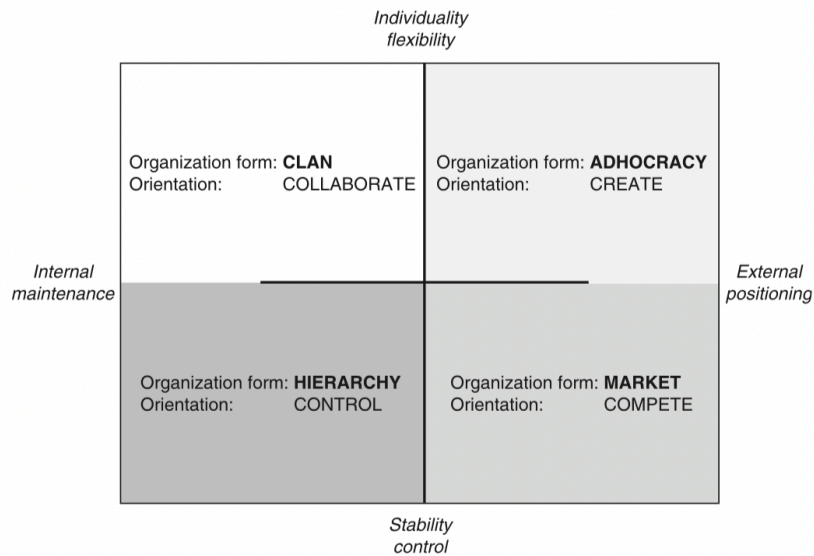 Individuality
flexibility
Organization form: CLAN
Orientation: COLLABORATE
Organization form: ADHOCRACY
Orientation: CREATE
Internal
maintenance
External
positioning
Organization form: HIERARCHY
Orientation: CONTROL
Organization form: MARKET
Orientation: COMPETE
Stability
control